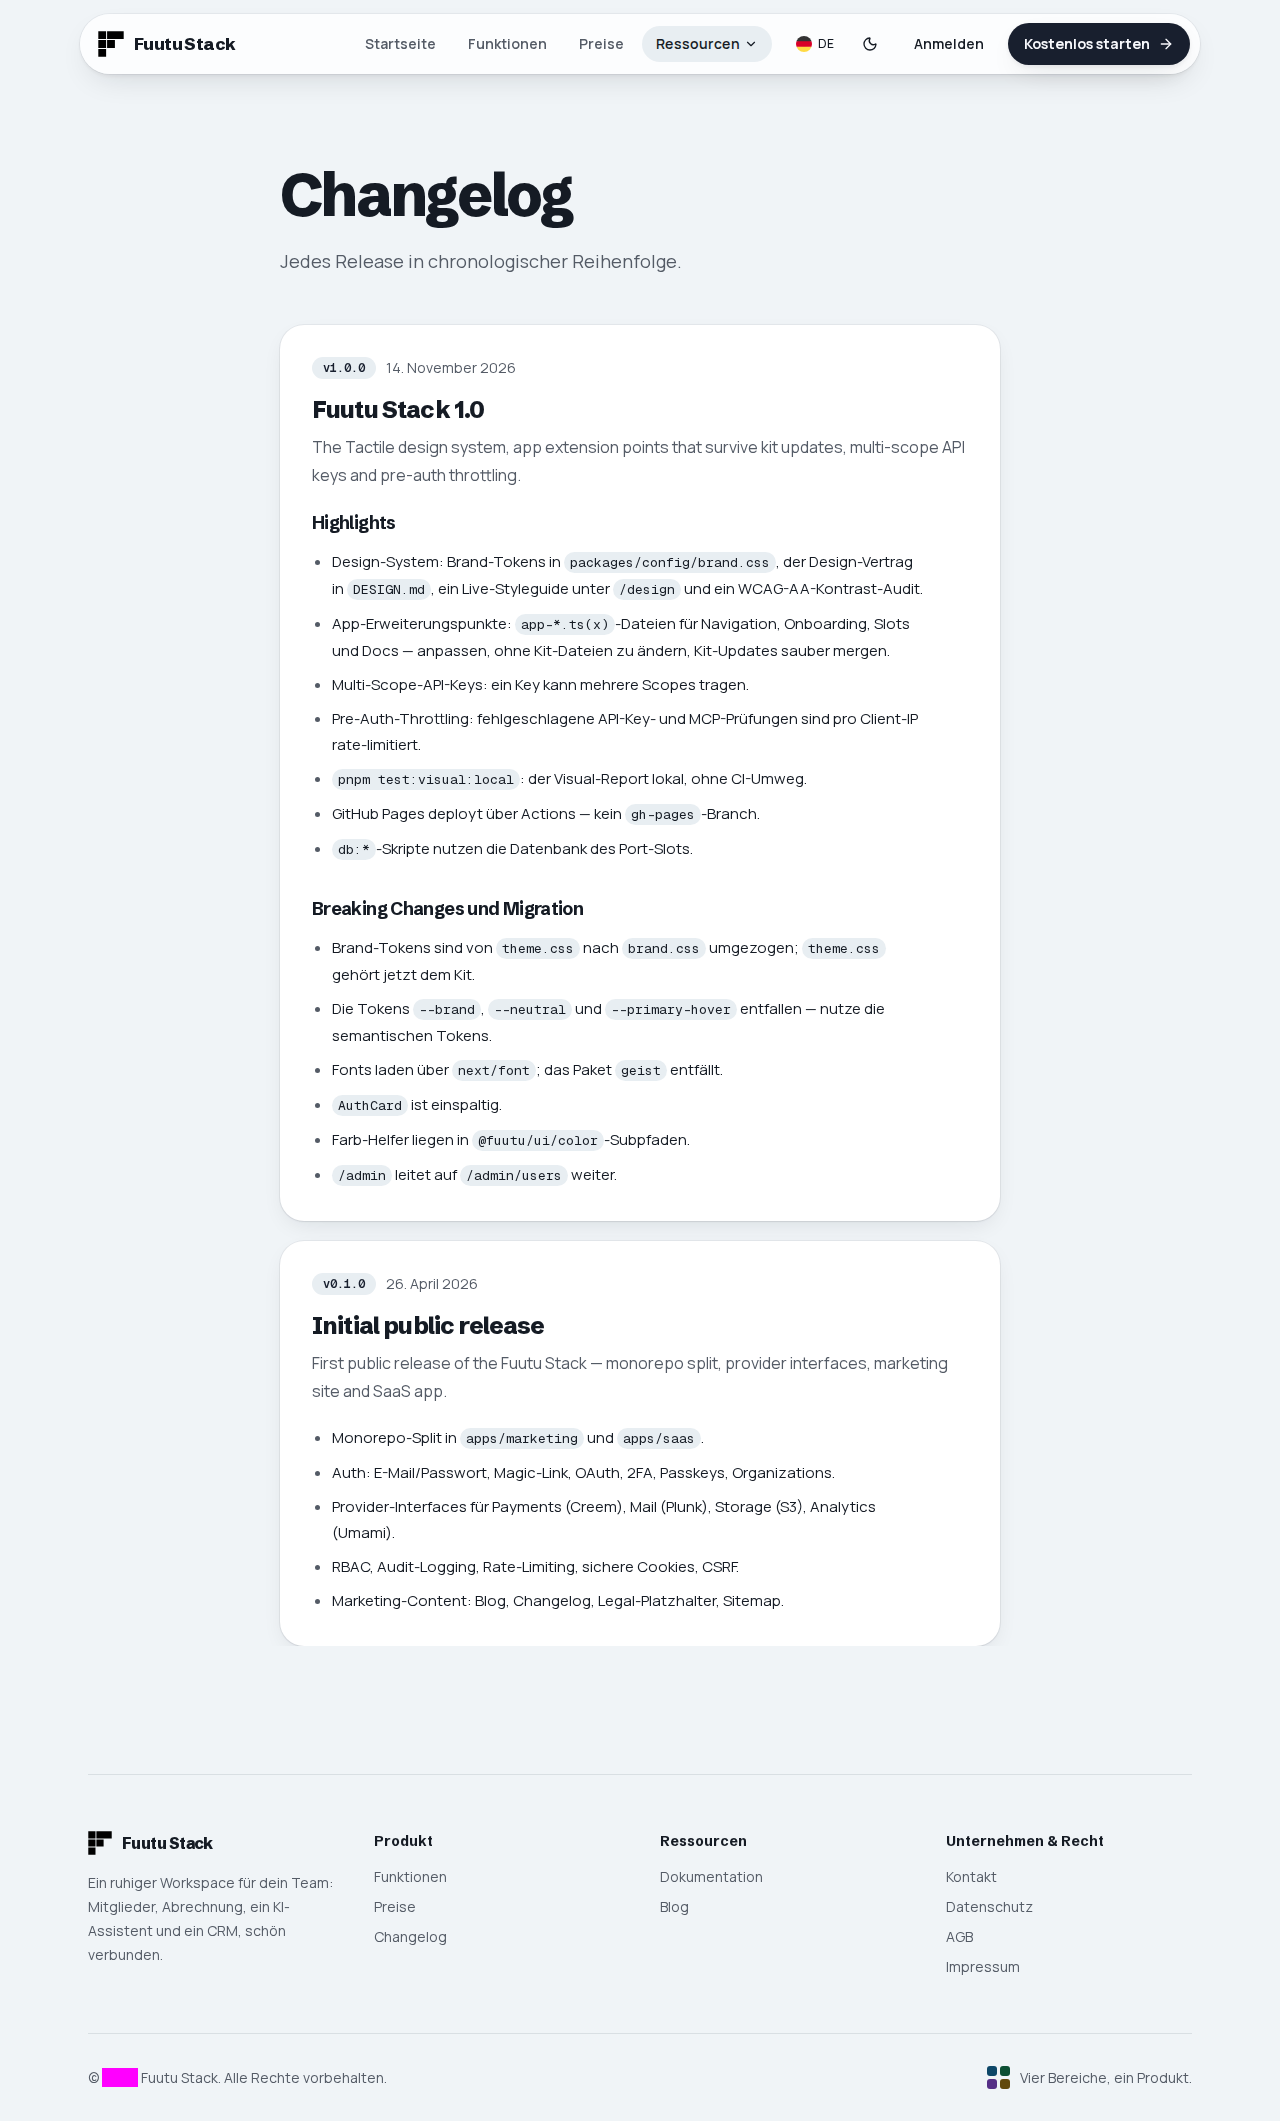 Fuutu Stack
Startseite
Funktionen
Preise
Ressourcen
DE
Anmelden
Kostenlos starten
Changelog
Jedes Release in chronologischer Reihenfolge.
v1.0.0 14. November 2026
Fuutu Stack 1.0
The Tactile design system, app extension points that survive kit updates, multi-scope API
keys and pre-auth throttling.
Highlights
Design-System: Brand-Tokens in packages/config/brand.css, der Design-Vertrag
in DESIGN.md, ein Live-Styleguide unter /design und ein WCAG-AA-Kontrast-Audit.
App-Erweiterungspunkte: app-*.ts(x)-Dateien für Navigation, Onboarding, Slots
und Docs — anpassen, ohne Kit-Dateien zu ändern, Kit-Updates sauber mergen.
Multi-Scope-API-Keys: ein Key kann mehrere Scopes tragen.
Pre-Auth-Throttling: fehlgeschlagene API-Key- und MCP-Prüfungen sind pro Client-IP
rate-limitiert.
pnpm test:visual:local: der Visual-Report lokal, ohne CI-Umweg.
GitHub Pages deployt über Actions — kein gh-pages-Branch.
db:*-Skripte nutzen die Datenbank des Port-Slots.
Breaking Changes und Migration
Brand-Tokens sind von theme.css nach brand.css umgezogen; theme.css
gehört jetzt dem Kit.
Die Tokens --brand, --neutral und --primary-hover entfallen — nutze die
semantischen Tokens.
Fonts laden über next/font; das Paket geist entfällt.
AuthCard ist einspaltig.
Farb-Helfer liegen in @fuutu/ui/color-Subpfaden.
/admin leitet auf /admin/users weiter.
v0.1.0 26. April 2026
Initial public release
First public release of the Fuutu Stack — monorepo split, provider interfaces, marketing
site and SaaS app.
Monorepo-Split in apps/marketing und apps/saas.
Auth: E-Mail/Passwort, Magic-Link, OAuth, 2FA, Passkeys, Organizations.
Provider-Interfaces für Payments (Creem), Mail (Plunk), Storage (S3), Analytics
(Umami).
RBAC, Audit-Logging, Rate-Limiting, sichere Cookies, CSRF.
Marketing-Content: Blog, Changelog, Legal-Platzhalter, Sitemap.
Fuutu Stack
Ein ruhiger Workspace für dein Team:
Mitglieder, Abrechnung, ein KI-
Assistent und ein CRM, schön
verbunden.
Produkt
Funktionen
Preise
Changelog
Ressourcen
Dokumentation
Blog
Unternehmen & Recht
Kontakt
Datenschutz
AGB
Impressum
© Fuutu Stack. Alle Rechte vorbehalten.
Vier Bereiche, ein Produkt.